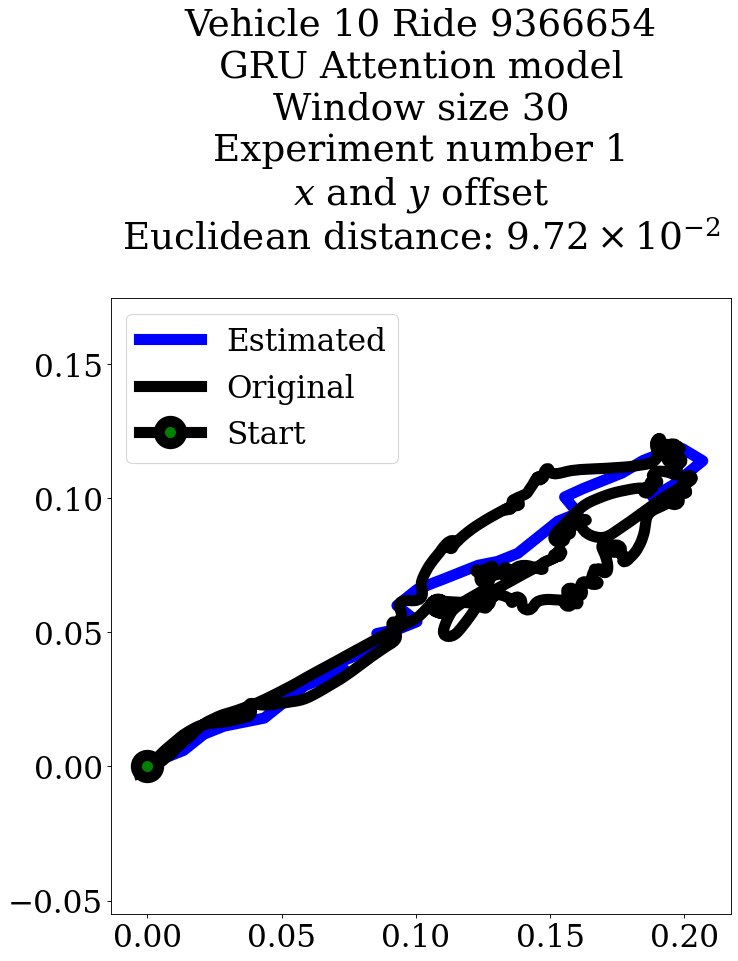 Vehicle 10 Ride 9366654
GRU Attention model
Window size 30
Experiment number 1
x and y offset
Euclidean distance: 9.72 × 10⁻²
Estimated
Original
Start
0.15
0.10
0.05
0.00
−0.05
0.00 0.05 0.10 0.15 0.20